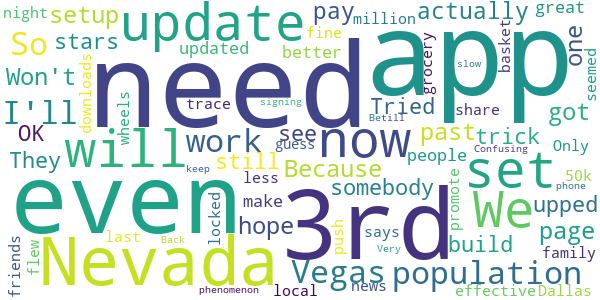 night setup update pay million actually great
So stars updated app fine better grocery basket one seemed
Won't downloads need Tried slow
I'll wheels trace signing Betill share got
OK work see now past trick
They will still guess people Confusing Only
keep Because set 50k
even less 3rd somebody We promote phone
make hope push says upped
friends flew last locked build page
Nevada Back Vegas Very population family
phenomenon local news effective Dallas